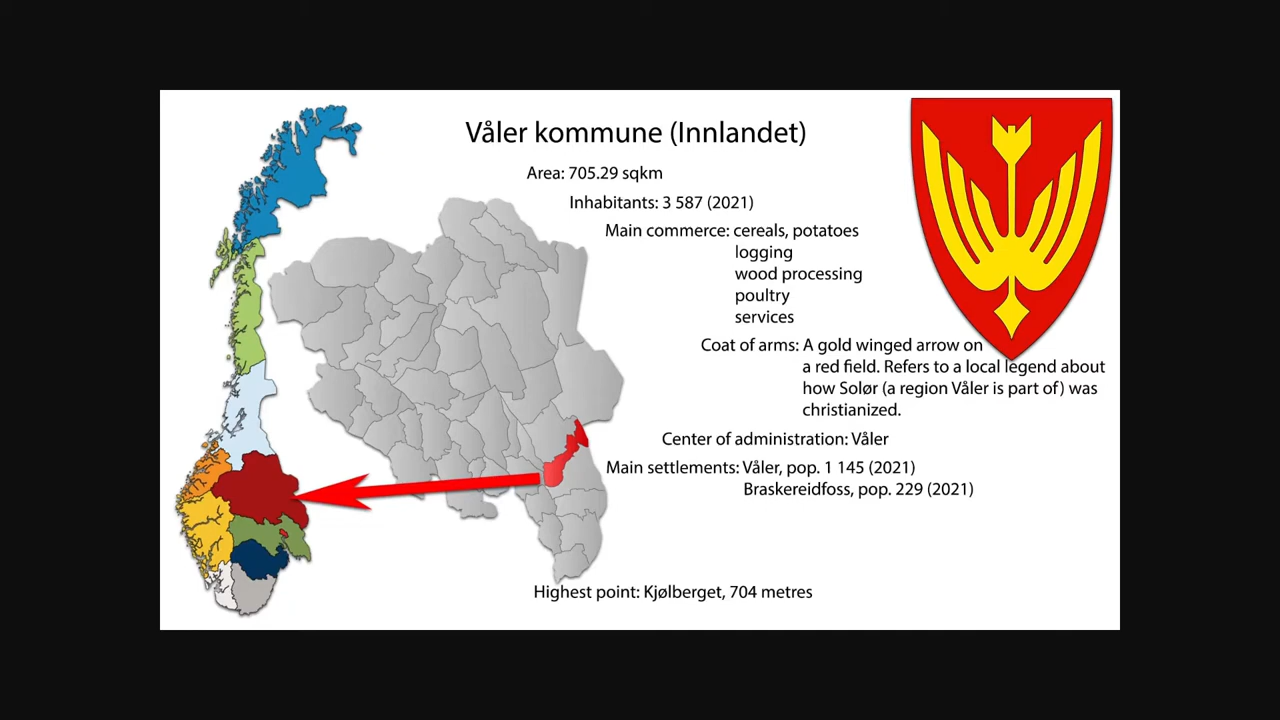 Våler kommune (Innlandet)
Area: 705.29 sqkm
Inhabitants: 3 587 (2021)
Main commerce: cereals, potatoes
logging
wood processing
poultry
services
Coat of arms: A gold winged arrow on
a red field. Refers to a local legend about
how Solør (a region Våler is part of) was
christianized.
Center of administration: Våler
Main settlements: Våler, pop. 1 145 (2021)
Braskereidfoss, pop. 229 (2021)
Highest point: Kjølberget, 704 metres